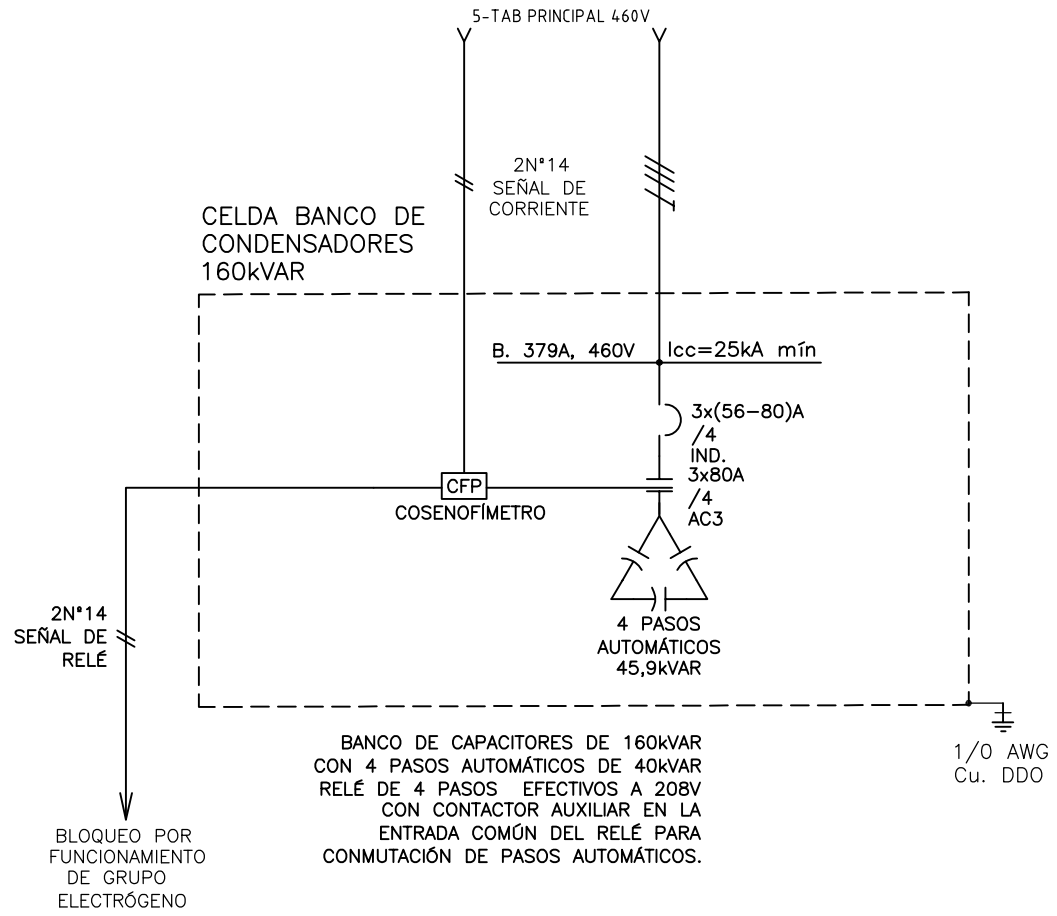 5-TAB PRINCIPAL 460V
2N°14
SEÑAL DE
CORRIENTE
CELDA BANCO DE
CONDENSADORES
160kVAR
B. 379A, 460V
Icc=25kA mín
3x(56-80)A
/4
IND.
3x80A
/4
AC3
CFP
COSENOFÍMETRO
4 PASOS
AUTOMÁTICOS
45,9kVAR
2N°14
SEÑAL DE
RELÉ
BANCO DE CAPACITORES DE 160kVAR
CON 4 PASOS AUTOMÁTICOS DE 40kVAR
RELÉ DE 4 PASOS EFECTIVOS A 208V
CON CONTACTOR AUXILIAR EN LA
ENTRADA COMÚN DEL RELÉ PARA
CONMUTACIÓN DE PASOS AUTOMÁTICOS.
1/0 AWG
Cu. DDO
BLOQUEO POR
FUNCIONAMIENTO
DE GRUPO
ELECTRÓGENO